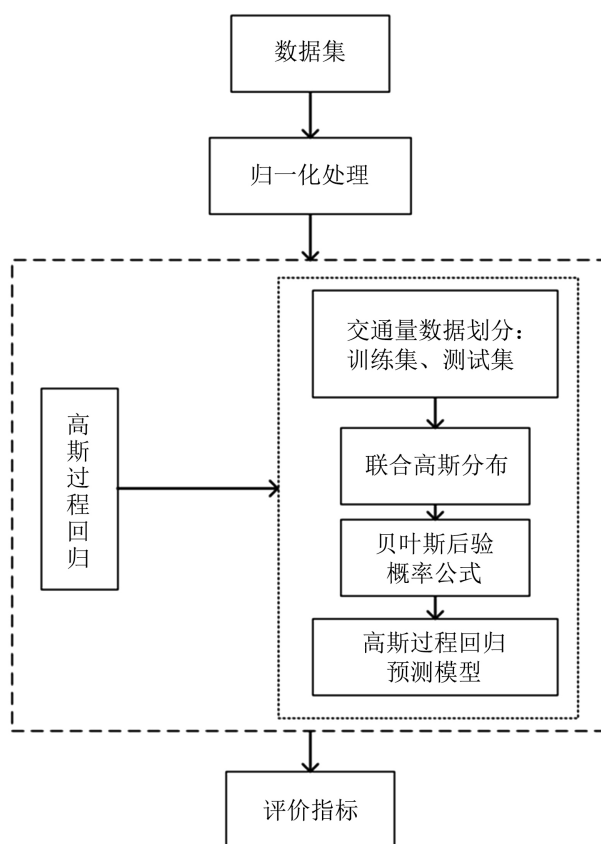 数据集
归一化处理
高斯过程回归
交通量数据划分：
训练集、测试集
联合高斯分布
贝叶斯后验
概率公式
高斯过程回归
预测模型
评价指标